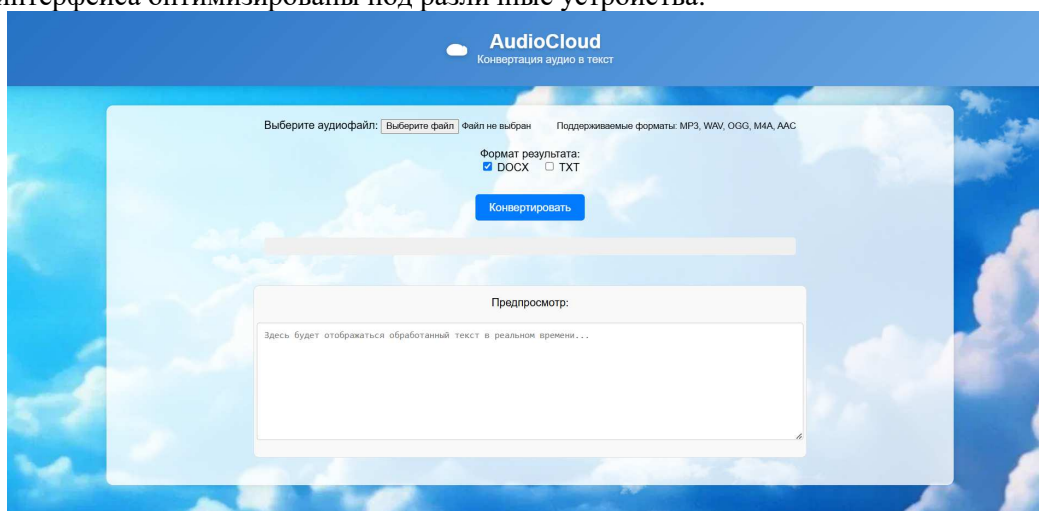 интерфейса оптимизированы под различные устройства.
AudioCloud
Конвертация аудио в текст
Выберите аудиофайл: Выберите файл Файл не выбран Поддерживаемые форматы: MP3, WAV, OGG, M4A, AAC
Формат результата:
DOCX TXT
Конвертировать
Предпросмотр:
Здесь будет отображаться обработанный текст в реальном времени...